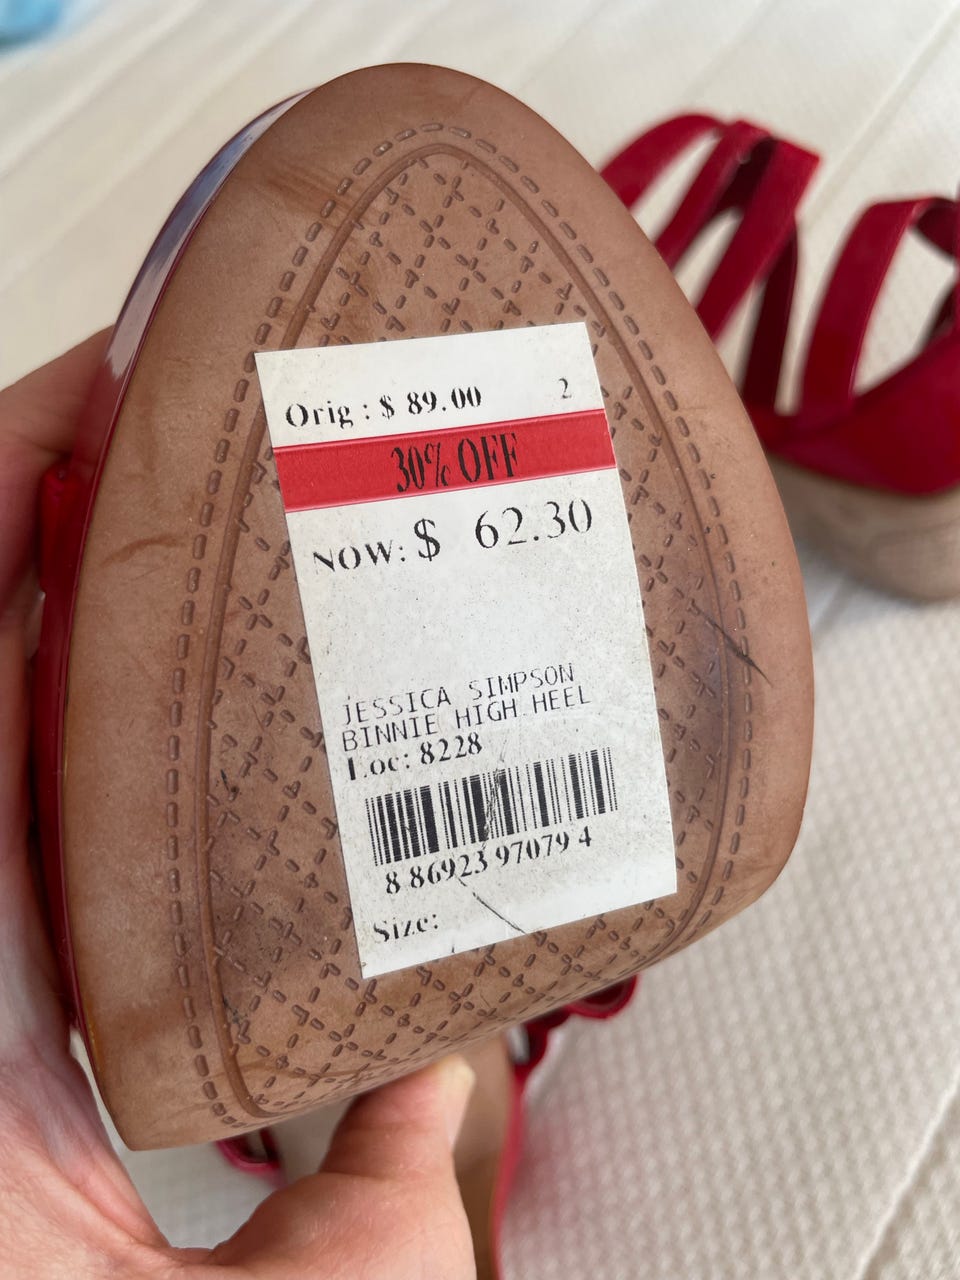 Orig : $ 89.00 2
30% OFF
NOW: $ 62.30
JESSICA SIMPSON
BINNIE HIGH HEEL
Loc: 8228
8 86923 97079 4
Size: